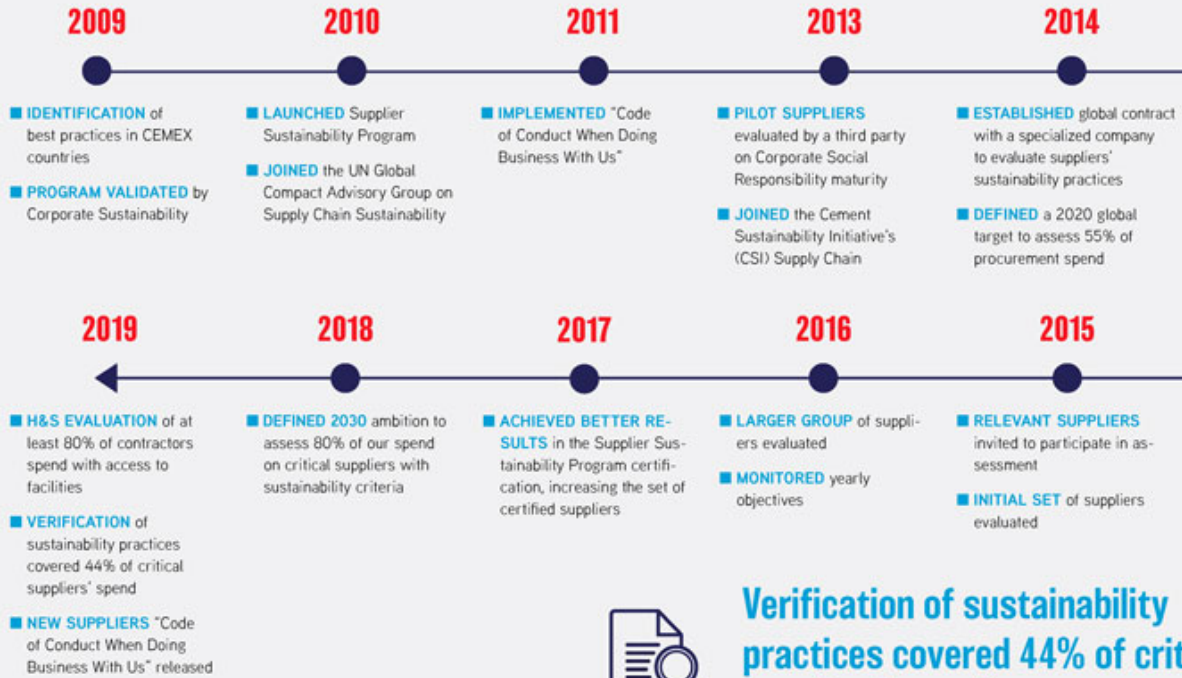 2009
■ IDENTIFICATION of
best practices in CEMEX
countries
■ PROGRAM VALIDATED by
Corporate Sustainability
2010
■ LAUNCHED Supplier
Sustainability Program
■ JOINED the UN Global
Compact Advisory Group on
Supply Chain Sustainability
2011
■ IMPLEMENTED "Code
of Conduct When Doing
Business With Us"
2013
■ PILOT SUPPLIERS
evaluated by a third party
on Corporate Social
Responsibility maturity
■ JOINED the Cement
Sustainability Initiative's
(CSI) Supply Chain
2014
■ ESTABLISHED global contract
with a specialized company
to evaluate suppliers'
sustainability practices
■ DEFINED a 2020 global
target to assess 55% of
procurement spend
2019
■ H&S EVALUATION of at
least 80% of contractors
spend with access to
facilities
■ VERIFICATION of
sustainability practices
covered 44% of critical
suppliers' spend
■ NEW SUPPLIERS "Code
of Conduct When Doing
Business With Us" released
2018
■ DEFINED 2030 ambition to
assess 80% of our spend
on critical suppliers with
sustainability criteria
2017
■ ACHIEVED BETTER RE-
SULTS in the Supplier Sus-
tainability Program certifi-
cation, increasing the set of
certified suppliers
2016
■ LARGER GROUP of suppli-
ers evaluated
■ MONITORED yearly
objectives
2015
■ RELEVANT SUPPLIERS
invited to participate in as-
sessment
■ INITIAL SET of suppliers
evaluated
Verification of sustainability
practices covered 44% of crit